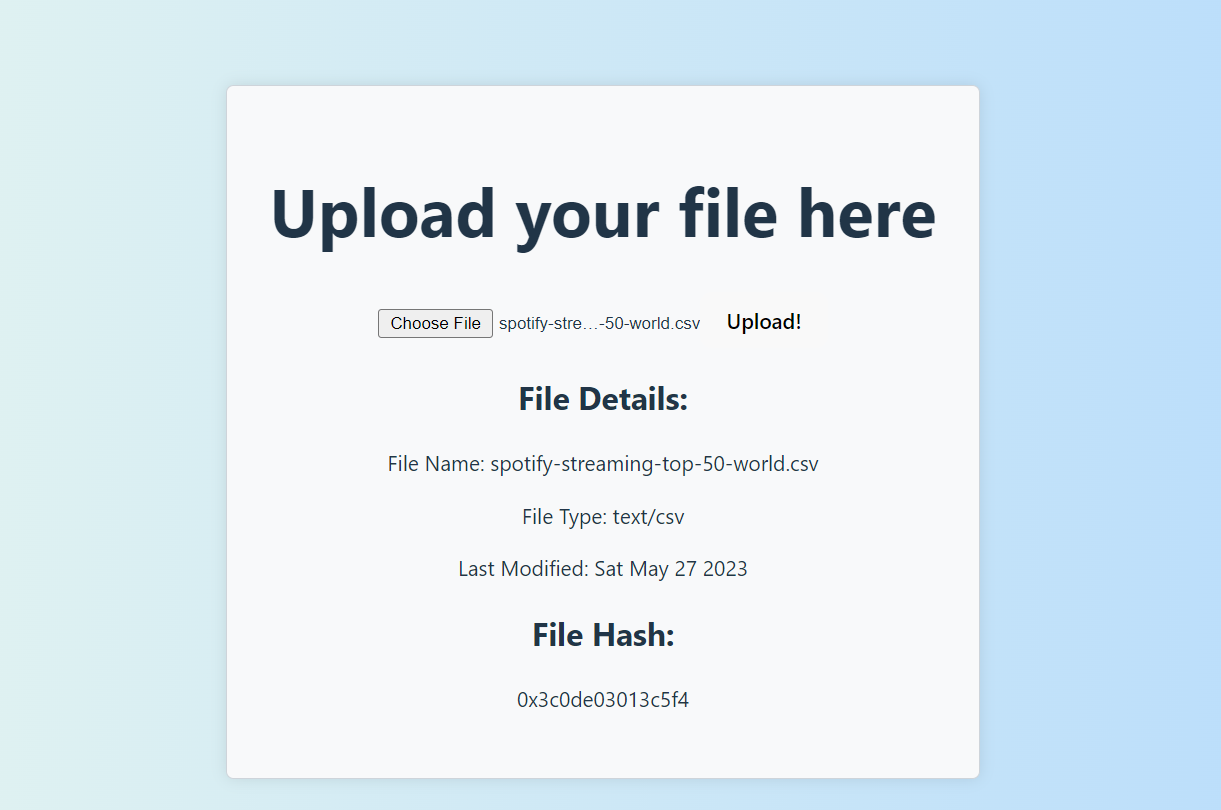 Upload your file here
Choose File spotify-stre...-50-world.csv Upload!
File Details:
File Name: spotify-streaming-top-50-world.csv
File Type: text/csv
Last Modified: Sat May 27 2023
File Hash:
0x3c0de03013c5f4